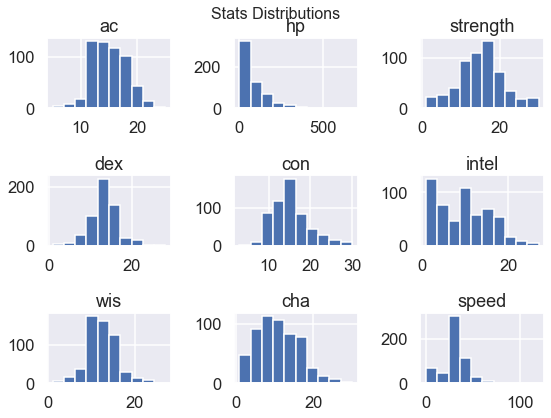 Stats Distributions
ac hp strength
100 200 100
0 0 0
10 20 0 500 0 20
dex con intel
200 100 100
0 0 0
0 20 10 20 30 0 20
wis cha speed
100 100 200
0 0 0
0 20 0 20 0 100